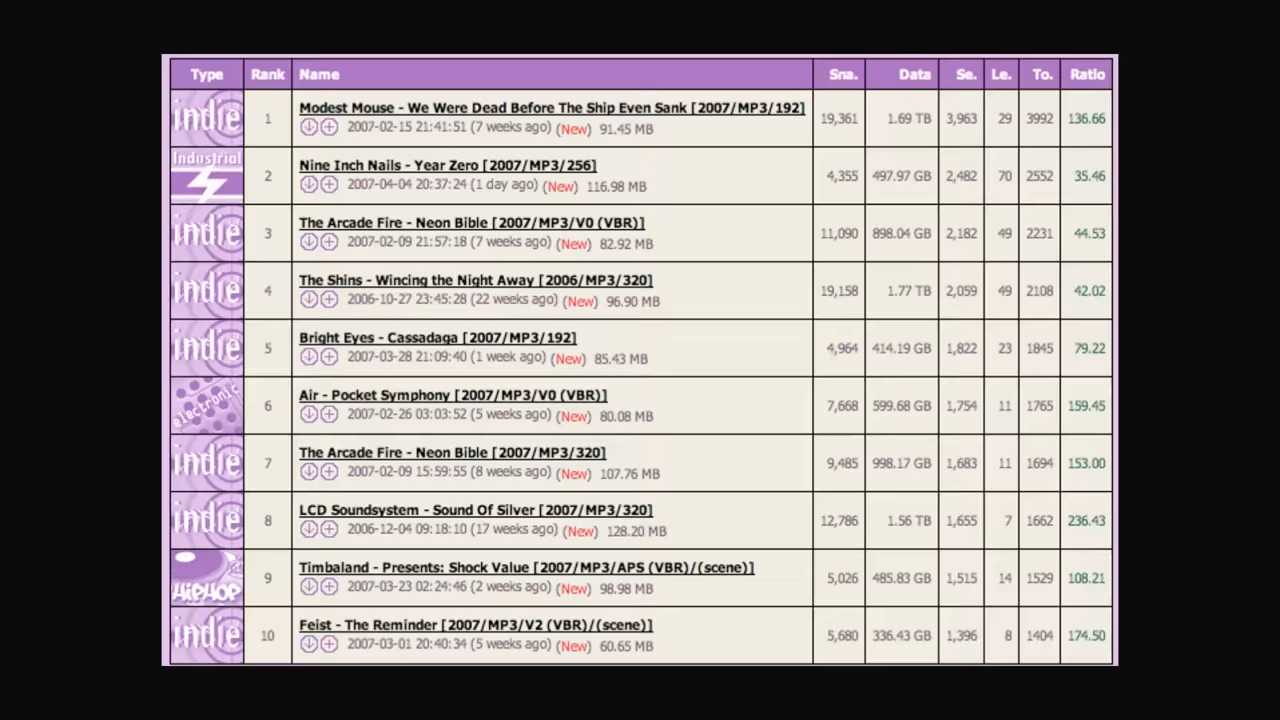 Type Rank Name Sna. Data Se. Le. To. Ratio
indie 1 Modest Mouse - We Were Dead Before The Ship Even Sank [2007/MP3/192] 19,361 1.69 TB 3,963 29 3992 136.66
2007-02-15 21:41:51 (7 weeks ago) (New) 91.45 MB
Industrial 2 Nine Inch Nails - Year Zero [2007/MP3/256] 4,355 497.97 GB 2,482 70 2552 35.46
2007-04-04 20:37:24 (1 day ago) (New) 116.98 MB
indie 3 The Arcade Fire - Neon Bible [2007/MP3/V0 (VBR)] 11,090 898.04 GB 2,182 49 2231 44.53
2007-02-09 21:57:18 (7 weeks ago) (New) 82.92 MB
indie 4 The Shins - Wincing the Night Away [2006/MP3/320] 19,158 1.77 TB 2,059 49 2108 42.02
2006-10-27 23:45:28 (22 weeks ago) (New) 96.90 MB
indie 5 Bright Eyes - Cassadaga [2007/MP3/192] 4,964 414.19 GB 1,822 23 1845 79.22
2007-03-28 21:09:40 (1 week ago) (New) 85.43 MB
electronic 6 Air - Pocket Symphony [2007/MP3/V0 (VBR)] 7,668 599.68 GB 1,754 11 1765 159.45
2007-02-26 03:03:52 (5 weeks ago) (New) 80.08 MB
indie 7 The Arcade Fire - Neon Bible [2007/MP3/320] 9,485 998.17 GB 1,683 11 1694 153.00
2007-02-09 15:59:55 (8 weeks ago) (New) 107.76 MB
indie 8 LCD Soundsystem - Sound Of Silver [2007/MP3/320] 12,786 1.56 TB 1,655 7 1662 236.43
2006-12-04 09:18:10 (17 weeks ago) (New) 128.20 MB
HIPHOP 9 Timbaland - Presents: Shock Value [2007/MP3/APS (VBR)/(scene)] 5,026 485.83 GB 1,515 14 1529 108.21
2007-03-23 02:24:46 (2 weeks ago) (New) 98.98 MB
indie 10 Feist - The Reminder [2007/MP3/V2 (VBR)/(scene)] 5,680 336.43 GB 1,396 8 1404 174.50
2007-03-01 20:40:34 (5 weeks ago) (New) 60.65 MB